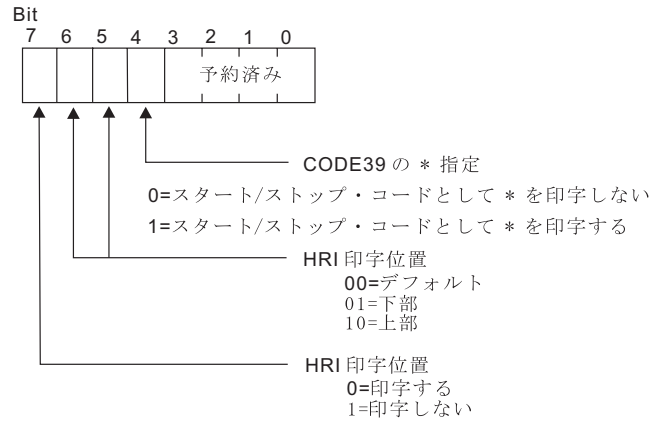 Bit
7 6 5 4 3 2 1 0
予約済み
CODE39 の * 指定
0=スタート/ストップ・コードとして * を印字しない
1=スタート/ストップ・コードとして * を印字する
HRI 印字位置
00=デフォルト
01=下部
10=上部
HRI 印字位置
0=印字する
1=印字しない